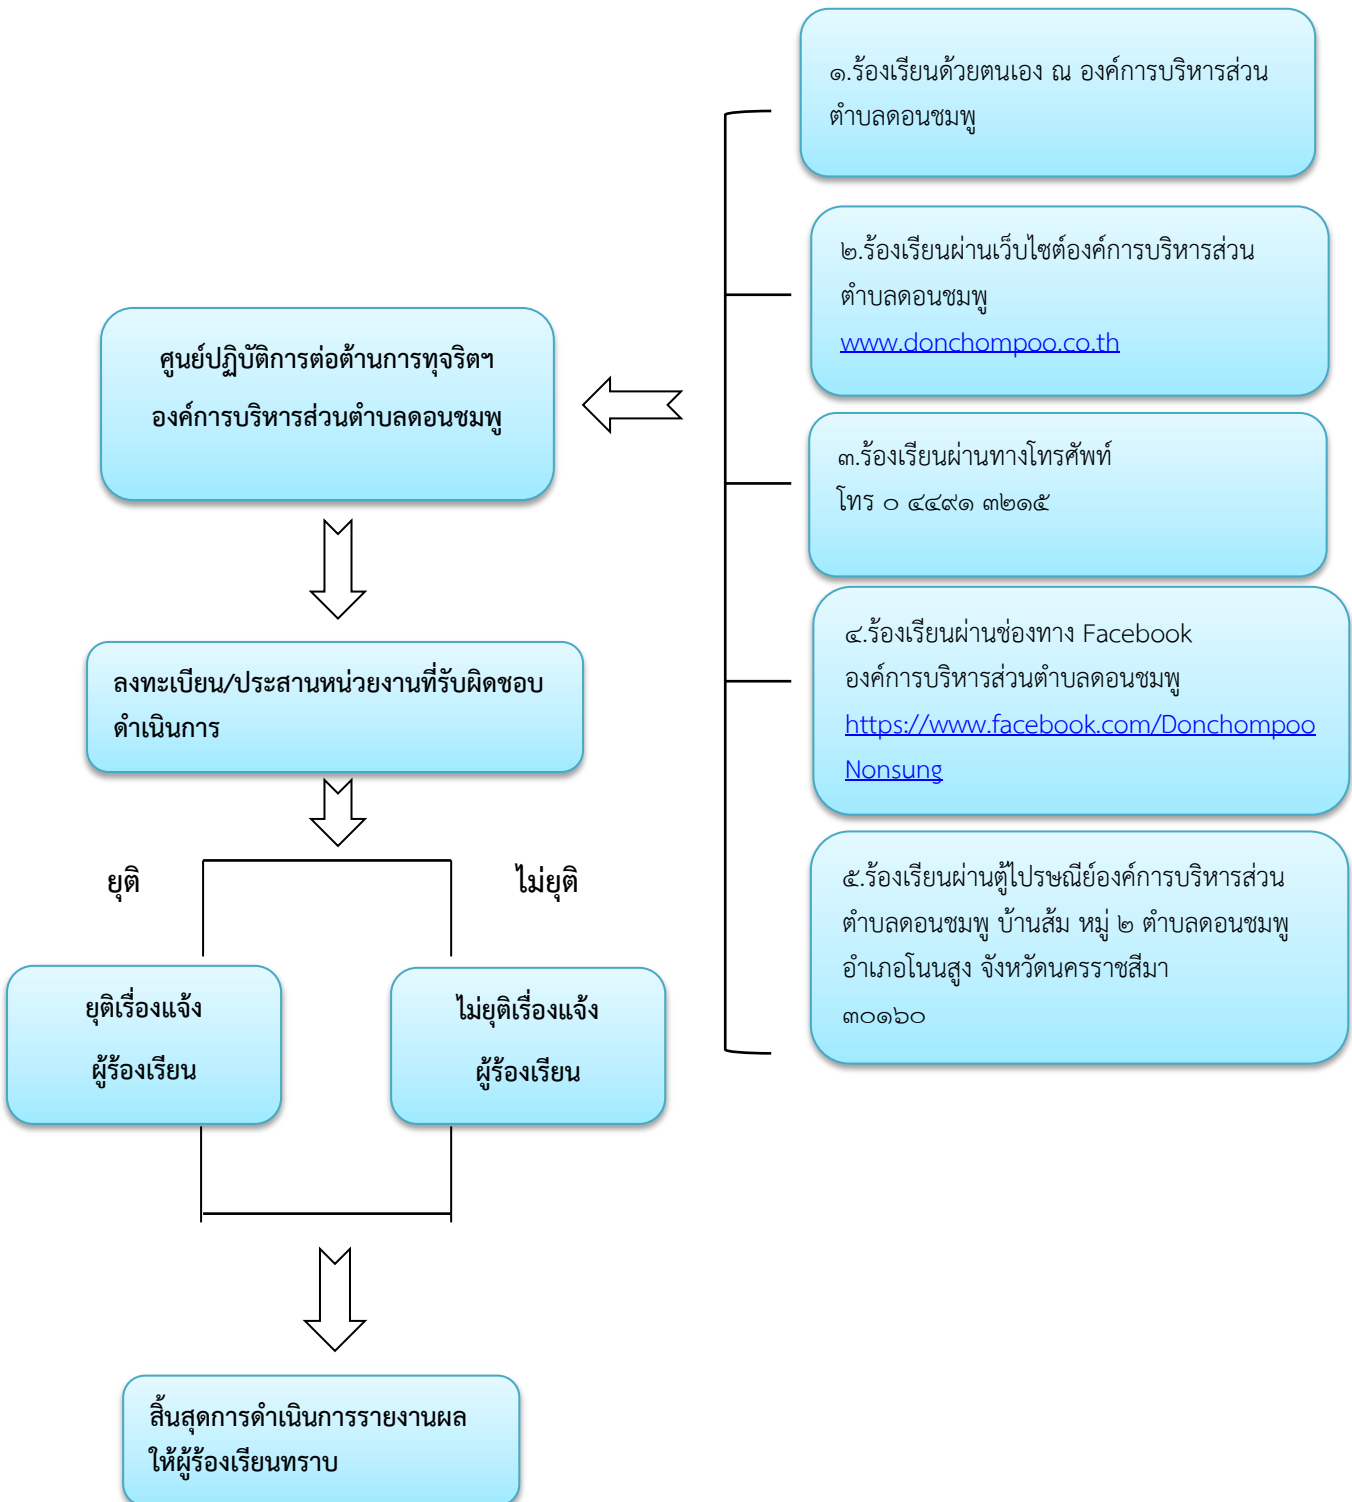 ๑.ร้องเรียนด้วยตนเอง ณ องค์การบริหารส่วน
ตำบลดอนชมพู
๒.ร้องเรียนผ่านเว็บไซต์องค์การบริหารส่วน
ตำบลดอนชมพู
www.donchompoo.co.th
๓.ร้องเรียนผ่านทางโทรศัพท์
โทร ๐ ๔๔๙๑ ๓๒๑๕
๔.ร้องเรียนผ่านช่องทาง Facebook
องค์การบริหารส่วนตำบลดอนชมพู
https://www.facebook.com/Donchompoo
Nonsung
๕.ร้องเรียนผ่านตู้ไปรษณีย์องค์การบริหารส่วน
ตำบลดอนชมพู บ้านส้ม หมู่ ๒ ตำบลดอนชมพู
อำเภอโนนสูง จังหวัดนครราชสีมา
๓๐๑๖๐
ศูนย์ปฏิบัติการต่อต้านการทุจริตฯ
องค์การบริหารส่วนตำบลดอนชมพู
ลงทะเบียน/ประสานหน่วยงานที่รับผิดชอบ
ดำเนินการ
ยุติ
ไม่ยุติ
ยุติเรื่องแจ้ง
ผู้ร้องเรียน
ไม่ยุติเรื่องแจ้ง
ผู้ร้องเรียน
สิ้นสุดการดำเนินการรายงานผล
ให้ผู้ร้องเรียนทราบ